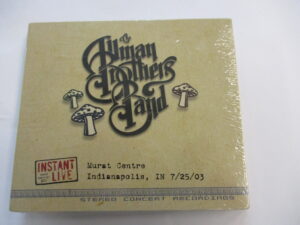 The
Allman
Brothers
Band
INSTANT
LIVE
Murat Centre
Indianapolis, IN 7/25/03
STEREO CONCERT RECORDINGS